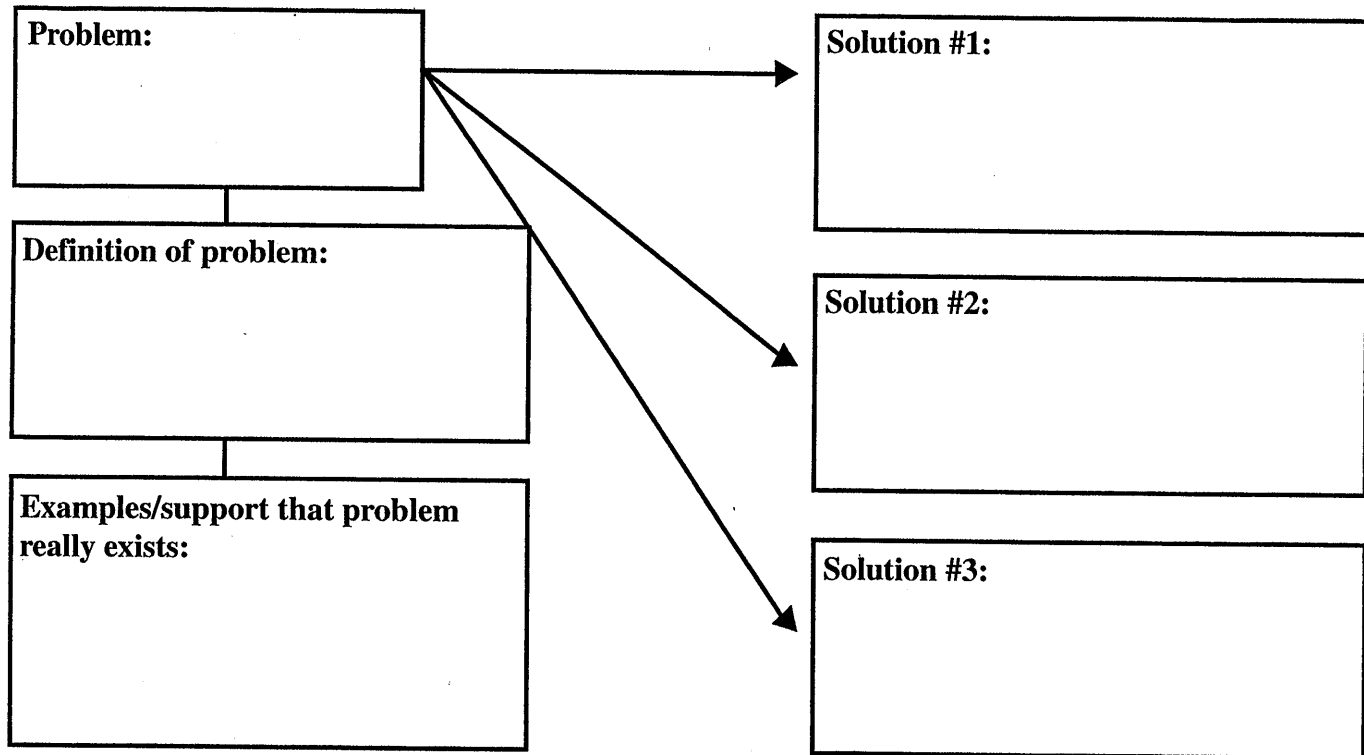 Problem:
Definition of problem:
Examples/support that problem
really exists:
Solution #1:
Solution #2:
Solution #3: